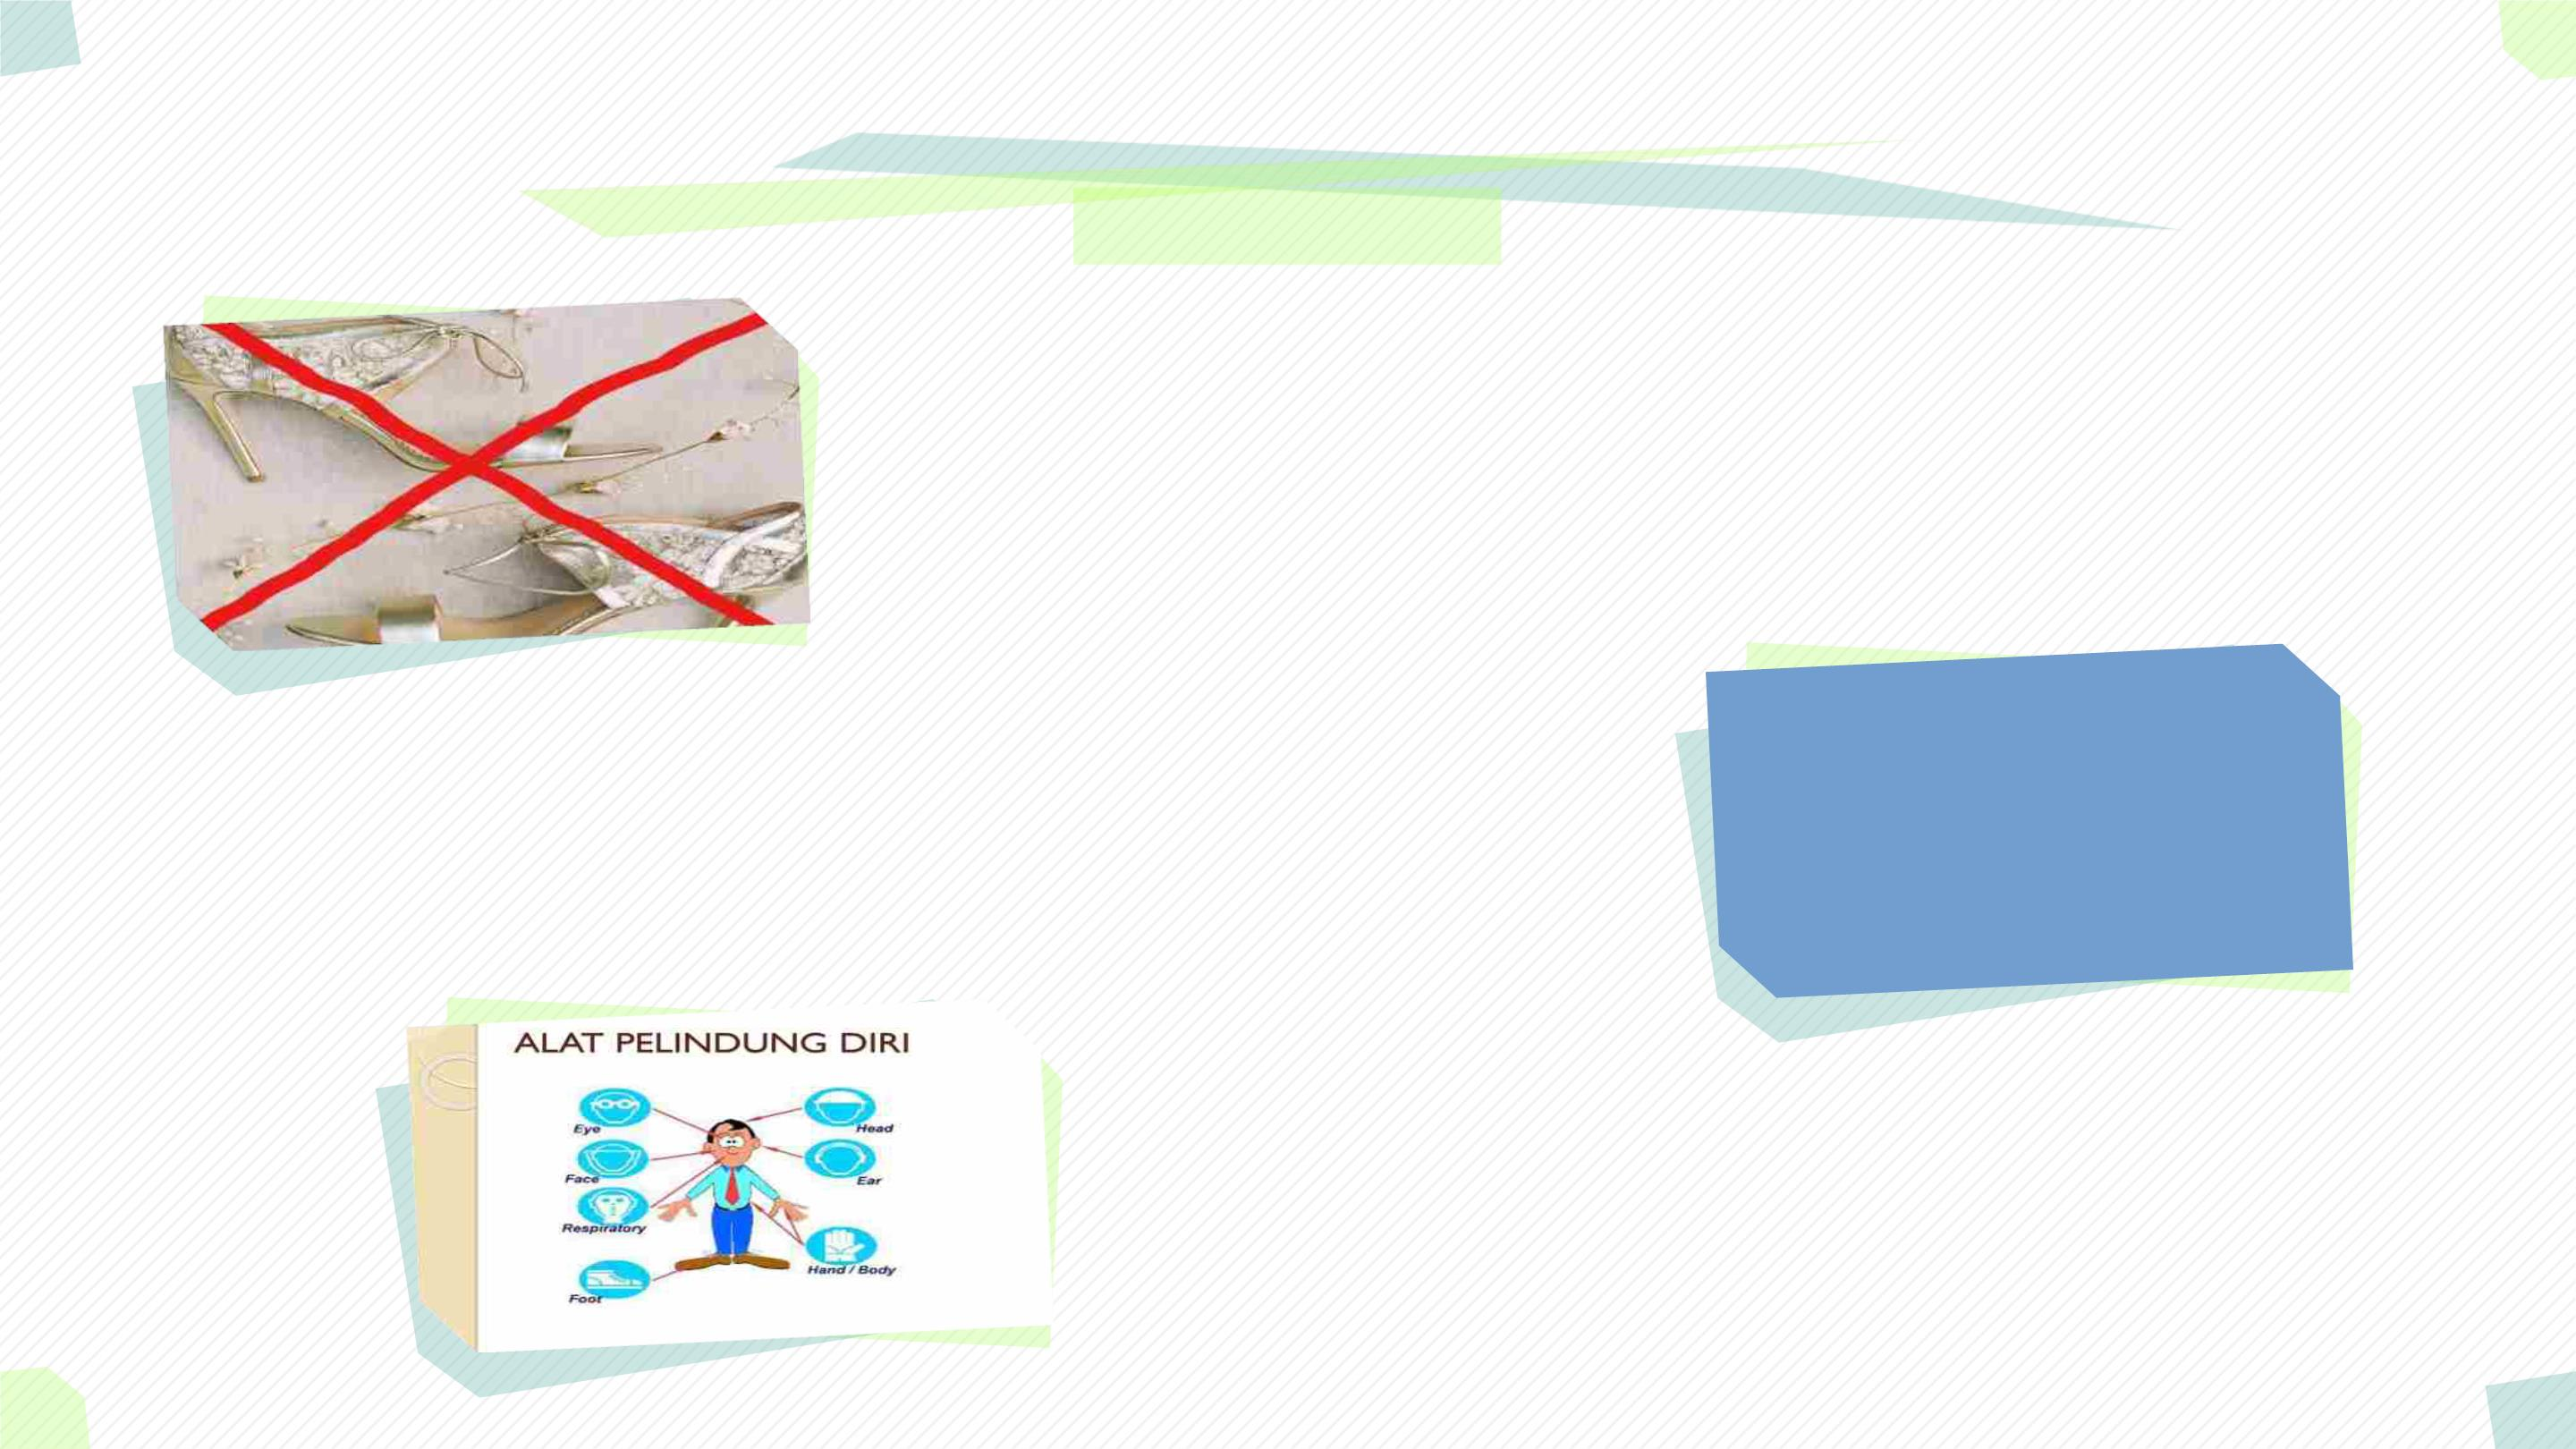 ALAT PELINDUNG DIRI
Eye
Head
Face
Ear
Respiratory
Hand / Body
Foot